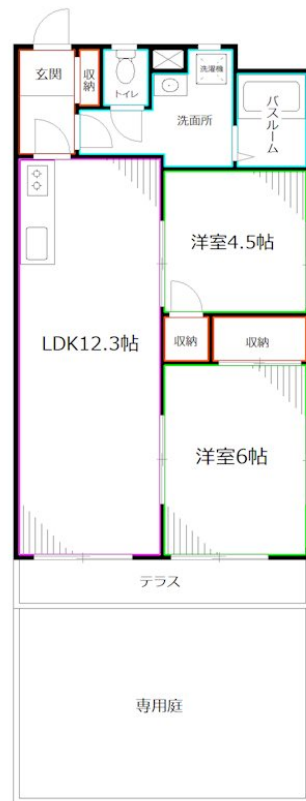 玄関
収納
トイレ
洗濯機
洗面所
バスルーム
洋室4.5帖
LDK12.3帖
収納
収納
洋室6帖
テラス
専用庭